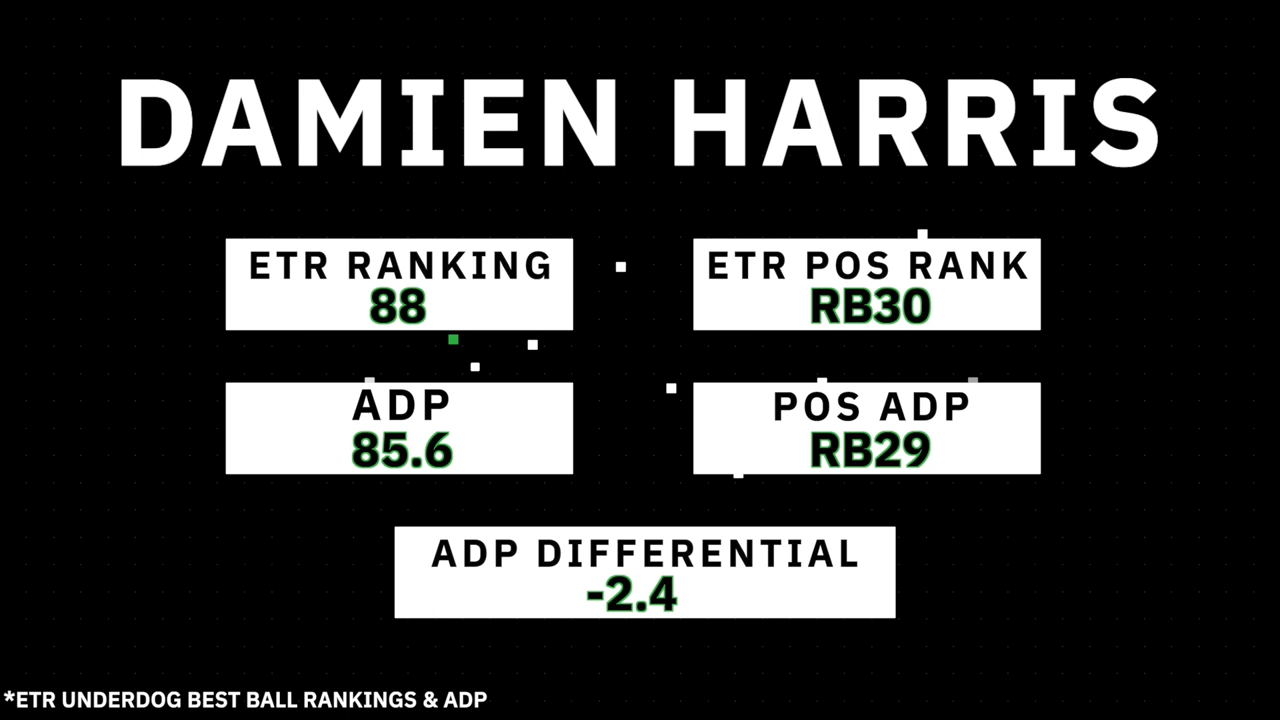 DAMIEN HARRIS
ETR RANKING
88
ETR POS RANK
RB30
ADP
85.6
POS ADP
RB29
ADP DIFFERENTIAL
-2.4
*ETR UNDERDOG BEST BALL RANKINGS & ADP